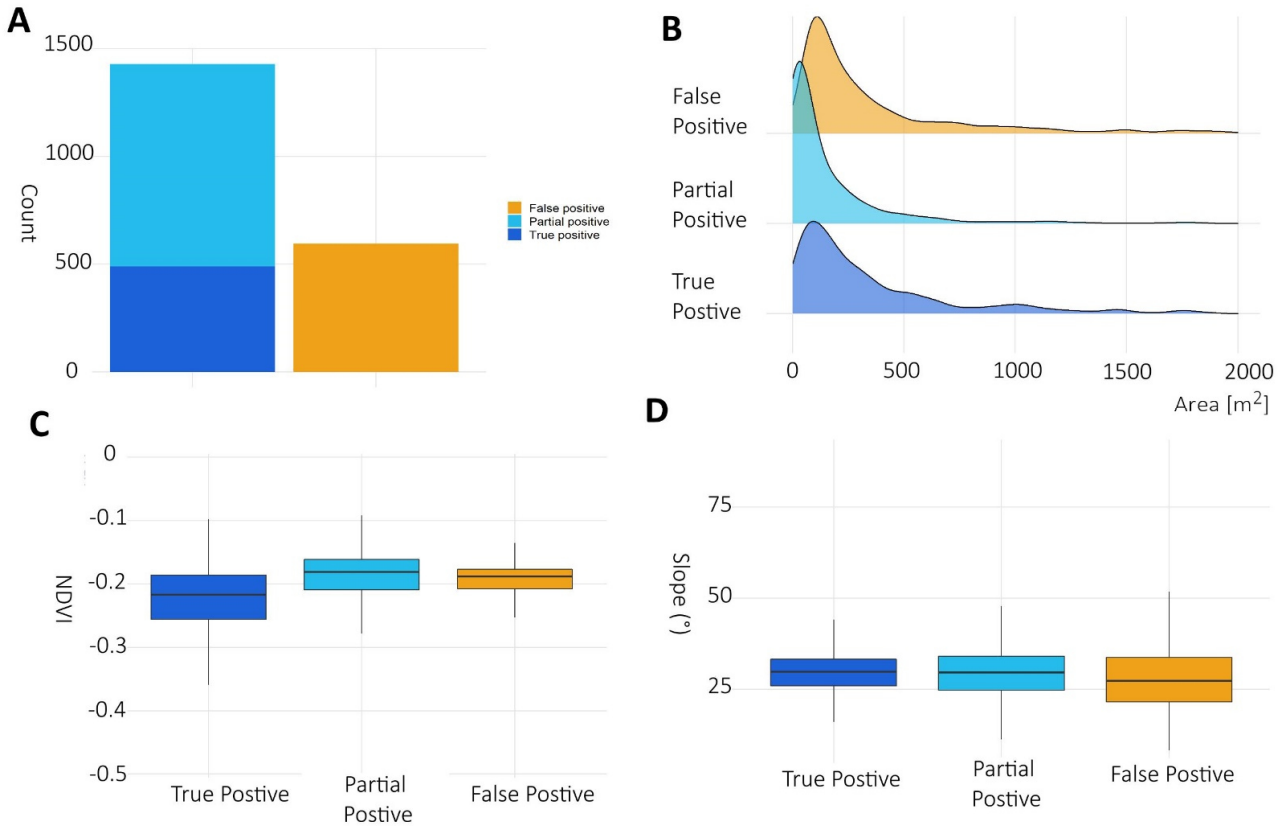 A
1500
1000
500
0
Count
False positive
Partial positive
True positive
B
False
Positive
Partial
Positive
True
Postive
0 500 1000 1500 2000
Area [m²]
C
0
-0.1
-0.2
-0.3
-0.4
-0.5
NDVI
True Postive
Partial
Postive
False Postive
D
75
50
25
Slope (°)
True Postive
Partial
Postive
False Postive